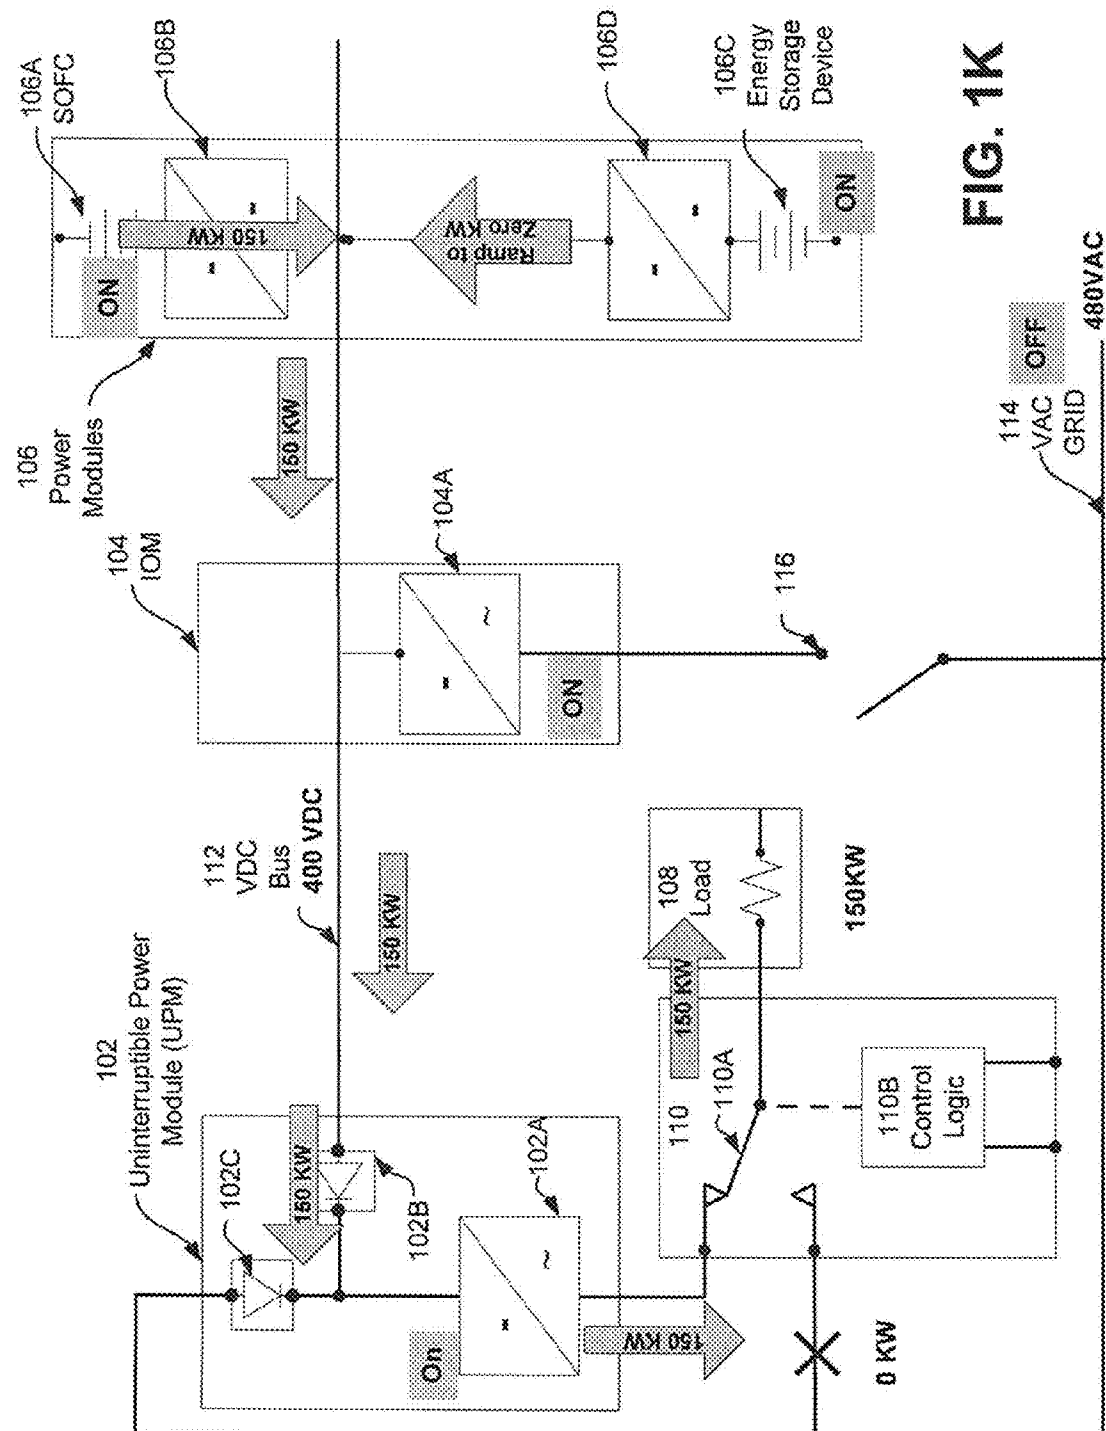 102
Uninterruptible Power
Module (UPM)
102C
150 KW
102B
On
102A
150 KW
0 KW
112
VDC
Bus
400 VDC
150 KW
104
IOM
104A
ON
116
106
Power
Modules
150 KW
106A
SOFC
106B
ON
150 KW
Ramp to
Zero KW
106D
106C
Energy
Storage
Device
ON
110
110A
150 KW
110B
Control
Logic
108
Load
150KW
114
VAC
GRID
OFF
480VAC
FIG. 1K